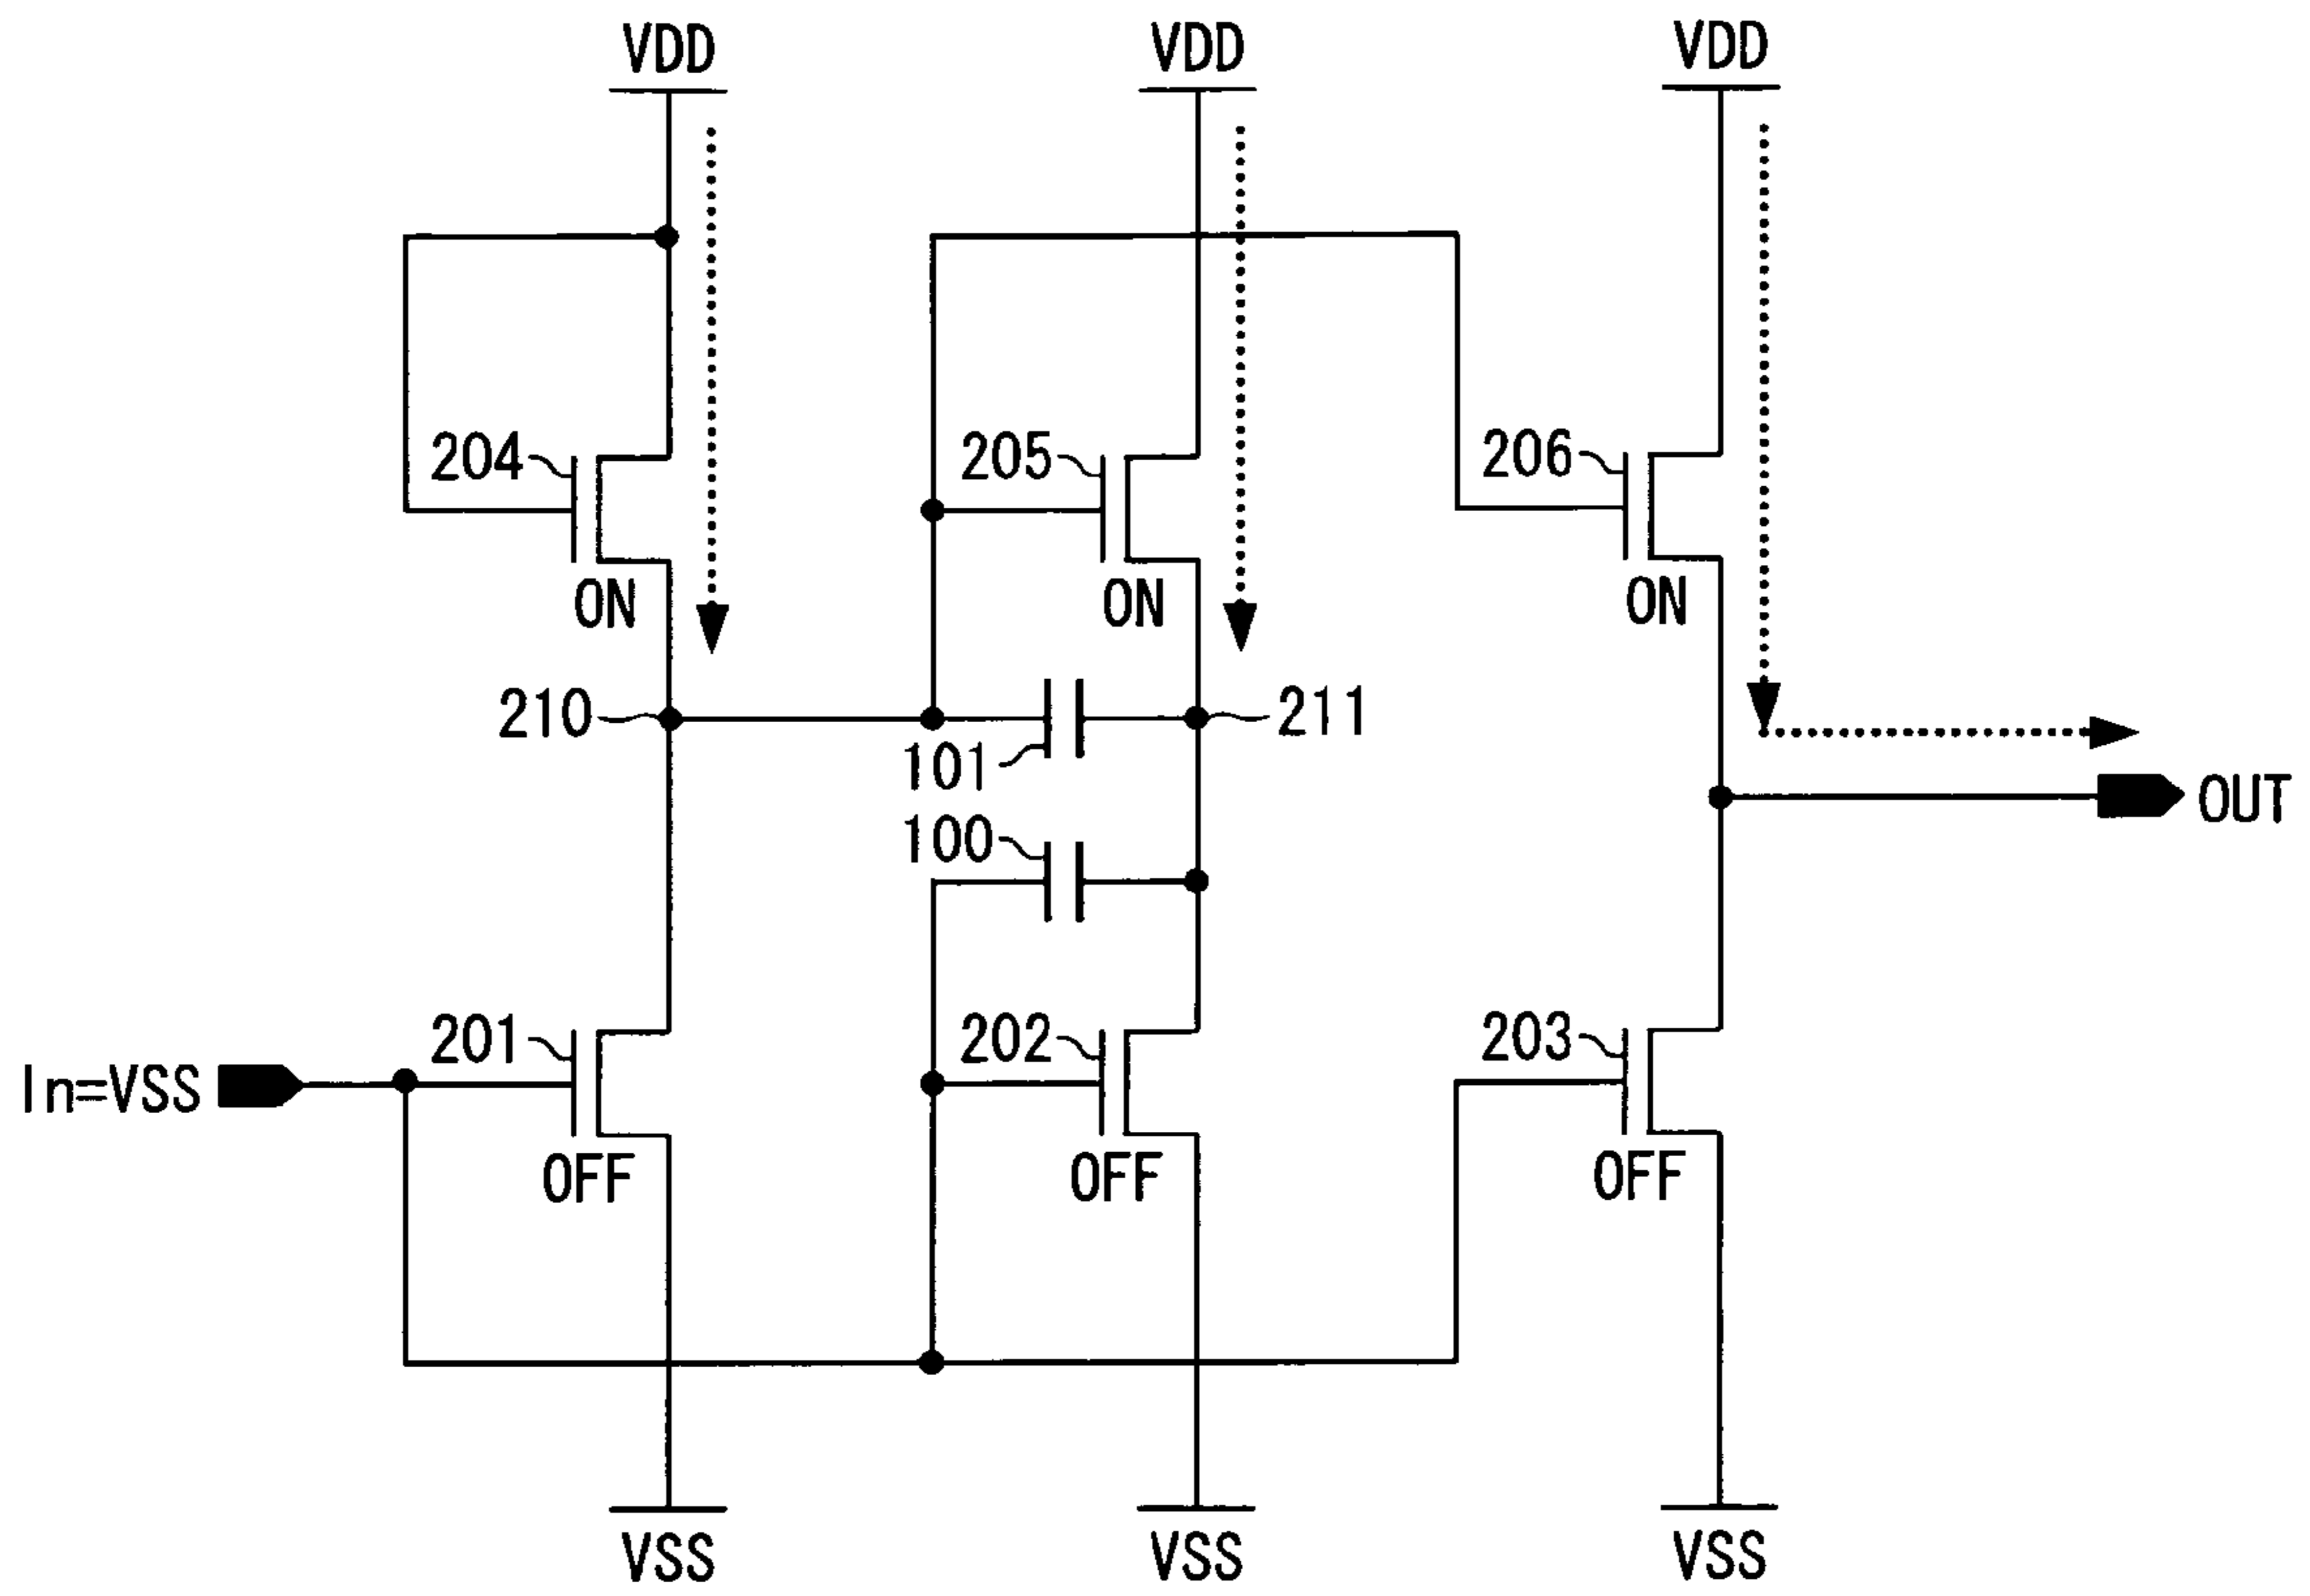 VDD VDD VDD
204 205 206
ON ON ON
210 211
101
100
OUT
201 202 203
In=VSS
OFF OFF OFF
VSS VSS VSS